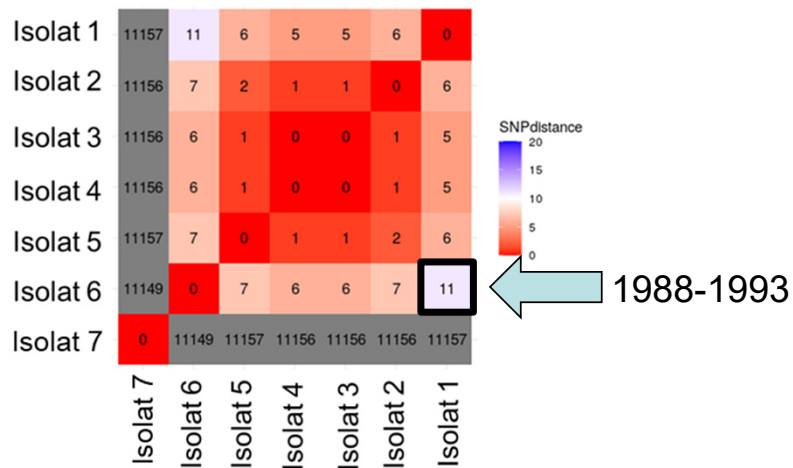 Isolat 1 11157 11 6 5 5 6 0
Isolat 2 11156 7 2 1 1 0 6
Isolat 3 11156 6 1 0 0 1 5
Isolat 4 11156 6 1 0 0 1 5
Isolat 5 11157 7 0 1 1 2 6
Isolat 6 11149 0 7 6 6 7 11
Isolat 7 0 11149 11157 11156 11156 11156 11157
Isolat 7 Isolat 6 Isolat 5 Isolat 4 Isolat 3 Isolat 2 Isolat 1
SNPdistance
20
15
10
5
0
1988-1993